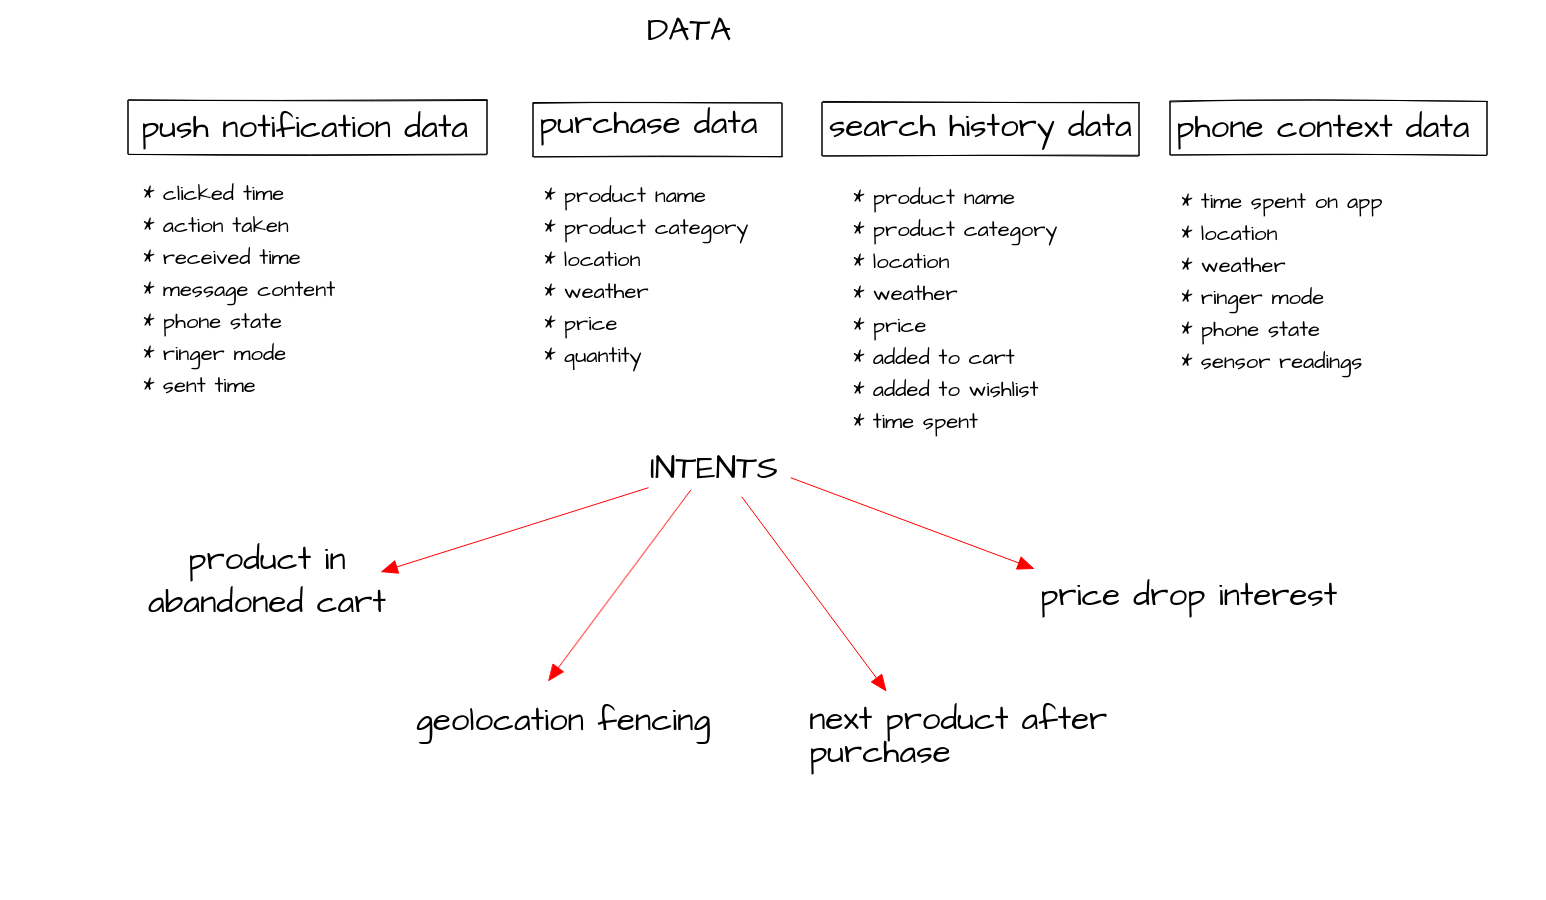 DATA
push notification data
* clicked time
* action taken
* received time
* message content
* phone state
* ringer mode
* sent time
purchase data
* product name
* product category
* location
* weather
* price
* quantity
search history data
* product name
* product category
* location
* weather
* price
* added to cart
* added to wishlist
* time spent
phone context data
* time spent on app
* location
* weather
* ringer mode
* phone state
* sensor readings
INTENTS
product in
abandoned cart
geolocation fencing
next product after
purchase
price drop interest